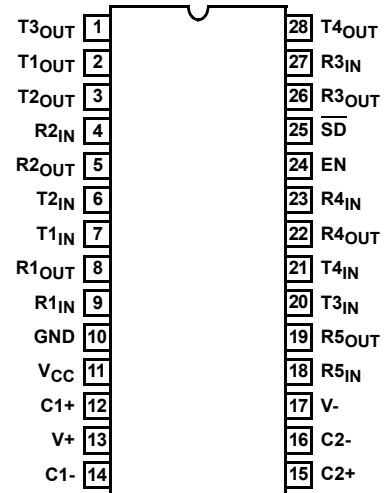 T3OUT 1 28 T4OUT
T1OUT 2 27 R3IN
T2OUT 3 26 R3OUT
R2IN 4 25 S̅D̅
R2OUT 5 24 EN
T2IN 6 23 R4IN
T1IN 7 22 R4OUT
R1OUT 8 21 T4IN
R1IN 9 20 T3IN
GND 10 19 R5OUT
VCC 11 18 R5IN
C1+ 12 17 V-
V+ 13 16 C2-
C1- 14 15 C2+